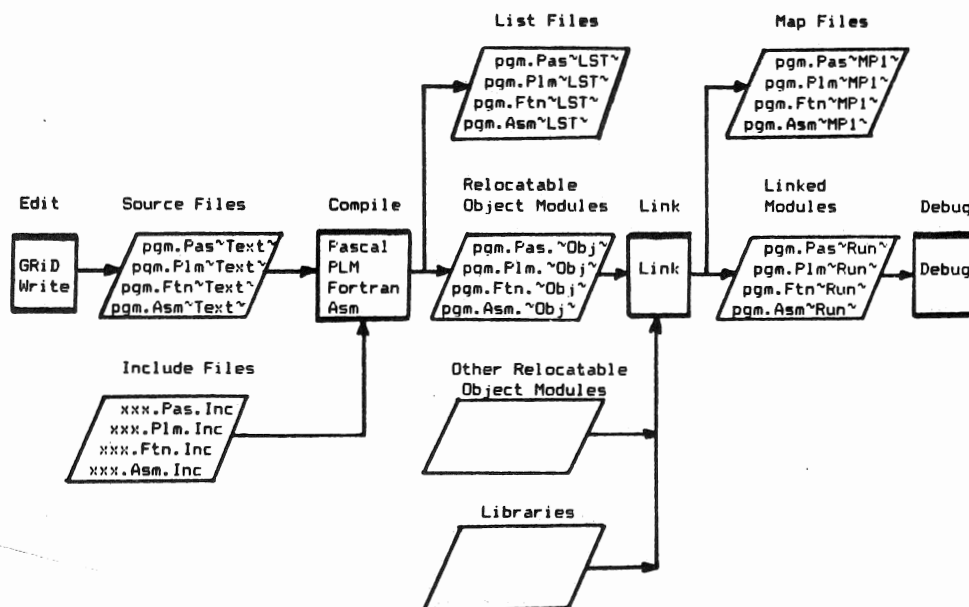 List Files
pgm.Pas~LST~
pgm.Plm~LST~
pgm.Ftn~LST~
pgm.Asm~LST~
Map Files
pgm.Pas~MP1~
pgm.Plm~MP1~
pgm.Ftn~MP1~
pgm.Asm~MP1~
Edit
GRiD
Write
Source Files
pgm.Pas~Text~
pgm.Plm~Text~
pgm.Ftn~Text~
pgm.Asm~Text~
Compile
Pascal
PLM
Fortran
Asm
Relocatable
Object Modules
pgm.Pas.~Obj~
pgm.Plm.~Obj~
pgm.Ftn.~Obj~
pgm.Asm.~Obj~
Link
Link
Linked
Modules
pgm.Pas~Run~
pgm.Plm~Run~
pgm.Ftn~Run~
pgm.Asm~Run~
Debug
Debug
Include Files
xxx.Pas.Inc
xxx.Plm.Inc
xxx.Ftn.Inc
xxx.Asm.Inc
Other Relocatable
Object Modules
Libraries